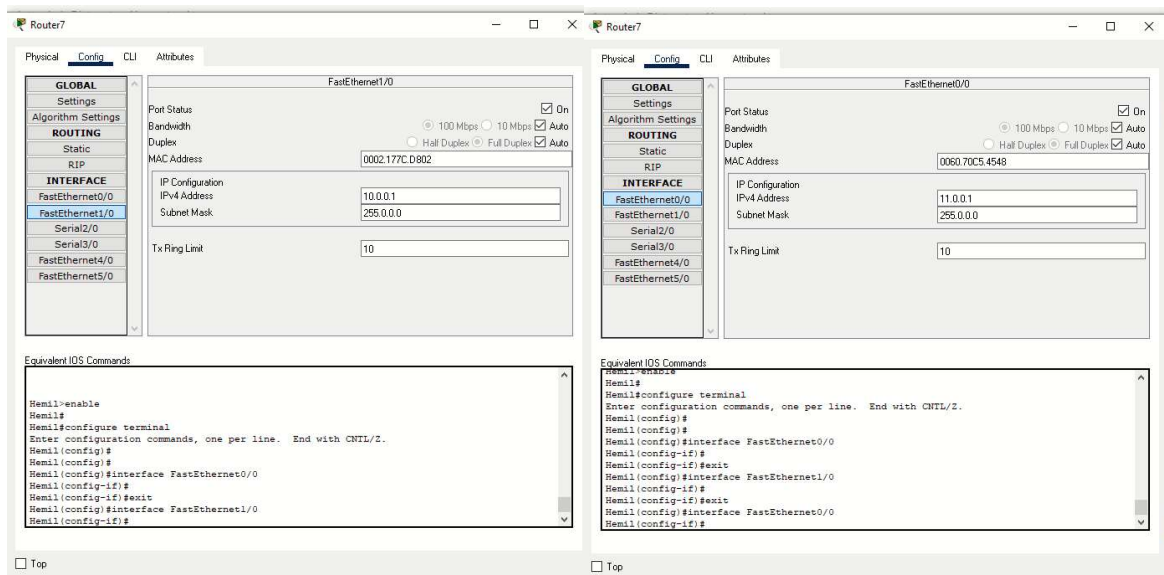 Router7
Physical Config CLI Attributes
GLOBAL
Settings
Algorithm Settings
ROUTING
Static
RIP
INTERFACE
FastEthernet0/0
FastEthernet1/0
Serial2/0
Serial3/0
FastEthernet4/0
FastEthernet5/0
FastEthernet1/0
Port Status On
Bandwidth 100 Mbps 10 Mbps Auto
Duplex Half Duplex Full Duplex Auto
MAC Address 0002.177C.D802
IP Configuration
IPv4 Address 10.0.0.1
Subnet Mask 255.0.0.0
Tx Ring Limit 10
Equivalent IOS Commands
Hemil>enable
Hemil#
Hemil#configure terminal
Enter configuration commands, one per line. End with CNTL/Z.
Hemil(config)#
Hemil(config)#
Hemil(config)#interface FastEthernet0/0
Hemil(config-if)#
Hemil(config-if)#exit
Hemil(config)#interface FastEthernet1/0
Hemil(config-if)#
Top
Router7
Physical Config CLI Attributes
GLOBAL
Settings
Algorithm Settings
ROUTING
Static
RIP
INTERFACE
FastEthernet0/0
FastEthernet1/0
Serial2/0
Serial3/0
FastEthernet4/0
FastEthernet5/0
FastEthernet0/0
Port Status On
Bandwidth 100 Mbps 10 Mbps Auto
Duplex Half Duplex Full Duplex Auto
MAC Address 0060.70C5.4548
IP Configuration
IPv4 Address 11.0.0.1
Subnet Mask 255.0.0.0
Tx Ring Limit 10
Equivalent IOS Commands
Hemil>enable
Hemil#
Hemil#configure terminal
Enter configuration commands, one per line. End with CNTL/Z.
Hemil(config)#
Hemil(config)#
Hemil(config)#interface FastEthernet0/0
Hemil(config-if)#
Hemil(config-if)#exit
Hemil(config)#interface FastEthernet1/0
Hemil(config-if)#
Hemil(config-if)#exit
Hemil(config)#interface FastEthernet0/0
Hemil(config-if)#
Top